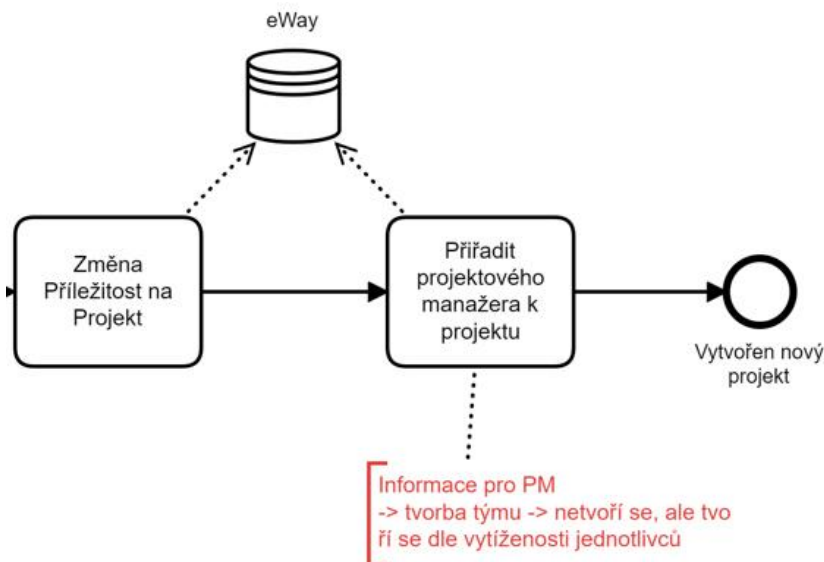 eWay
Změna
Příležitost na
Projekt
Přiřadit
projektového
manažera k
projektu
Vytvořen nový
projekt
Informace pro PM
-> tvorba týmu -> netvoří se, ale tvo
ří se dle vytíženosti jednotlivců